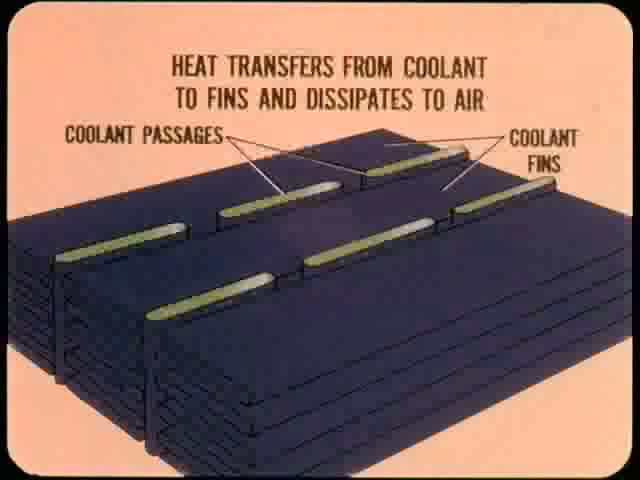 HEAT TRANSFERS FROM COOLANT
TO FINS AND DISSIPATES TO AIR
COOLANT PASSAGES
COOLANT
FINS